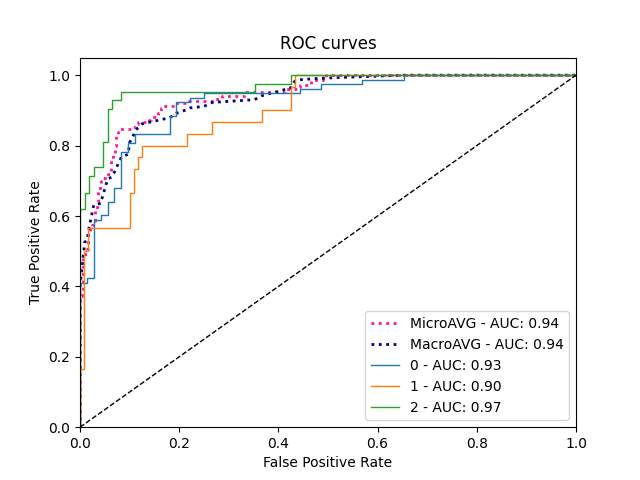 ROC curves
True Positive Rate
1.0
0.8
0.6
0.4
0.2
0.0
MicroAVG - AUC: 0.94
MacroAVG - AUC: 0.94
0 - AUC: 0.93
1 - AUC: 0.90
2 - AUC: 0.97
0.0 0.2 0.4 0.6 0.8 1.0
False Positive Rate